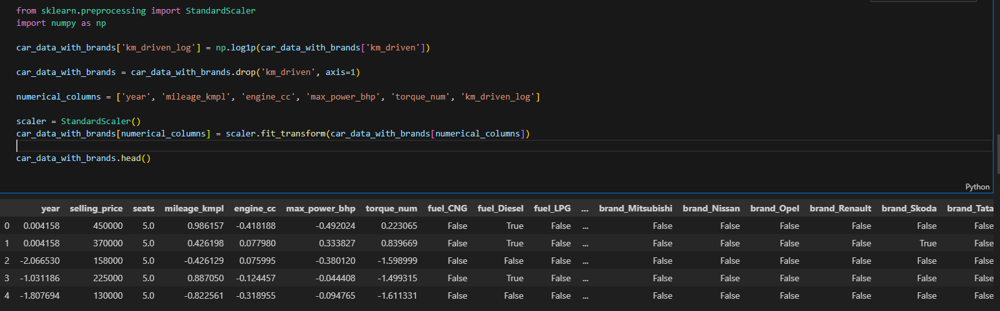 from sklearn.preprocessing import StandardScaler
import numpy as np
car_data_with_brands['km_driven_log'] = np.log1p(car_data_with_brands['km_driven'])
car_data_with_brands = car_data_with_brands.drop('km_driven', axis=1)
numerical_columns = ['year', 'mileage_kmpl', 'engine_cc', 'max_power_bhp', 'torque_num', 'km_driven_log']
scaler = StandardScaler()
car_data_with_brands[numerical_columns] = scaler.fit_transform(car_data_with_brands[numerical_columns])
car_data_with_brands.head()
Python
year selling_price seats mileage_kmpl engine_cc max_power_bhp torque_num fuel_CNG fuel_Diesel fuel_LPG ... brand_Mitsubishi brand_Nissan brand_Opel brand_Renault brand_Skoda brand_Tata
0 0.004158 450000 5.0 0.986157 -0.418188 -0.492024 0.223065 False True False ... False False False False False False
1 0.004158 370000 5.0 0.426198 0.077980 0.333827 0.839669 False True False ... False False False False True False
2 -2.066530 158000 5.0 -0.426129 0.075995 -0.380120 -1.598999 False False False ... False False False False False False
3 -1.031186 225000 5.0 0.887050 -0.124457 -0.044408 -1.499315 False True False ... False False False False False False
4 -1.807694 130000 5.0 -0.822561 -0.318955 -0.094765 -1.611331 False False False ... False False False False False False